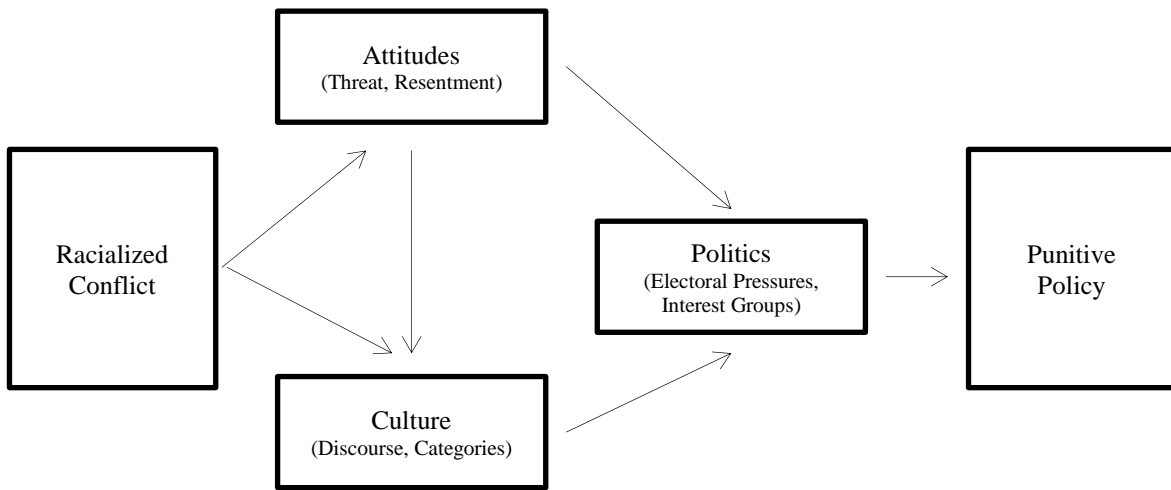 Attitudes
(Threat, Resentment)
Racialized
Conflict
Politics
(Electoral Pressures,
Interest Groups)
Punitive
Policy
Culture
(Discourse, Categories)